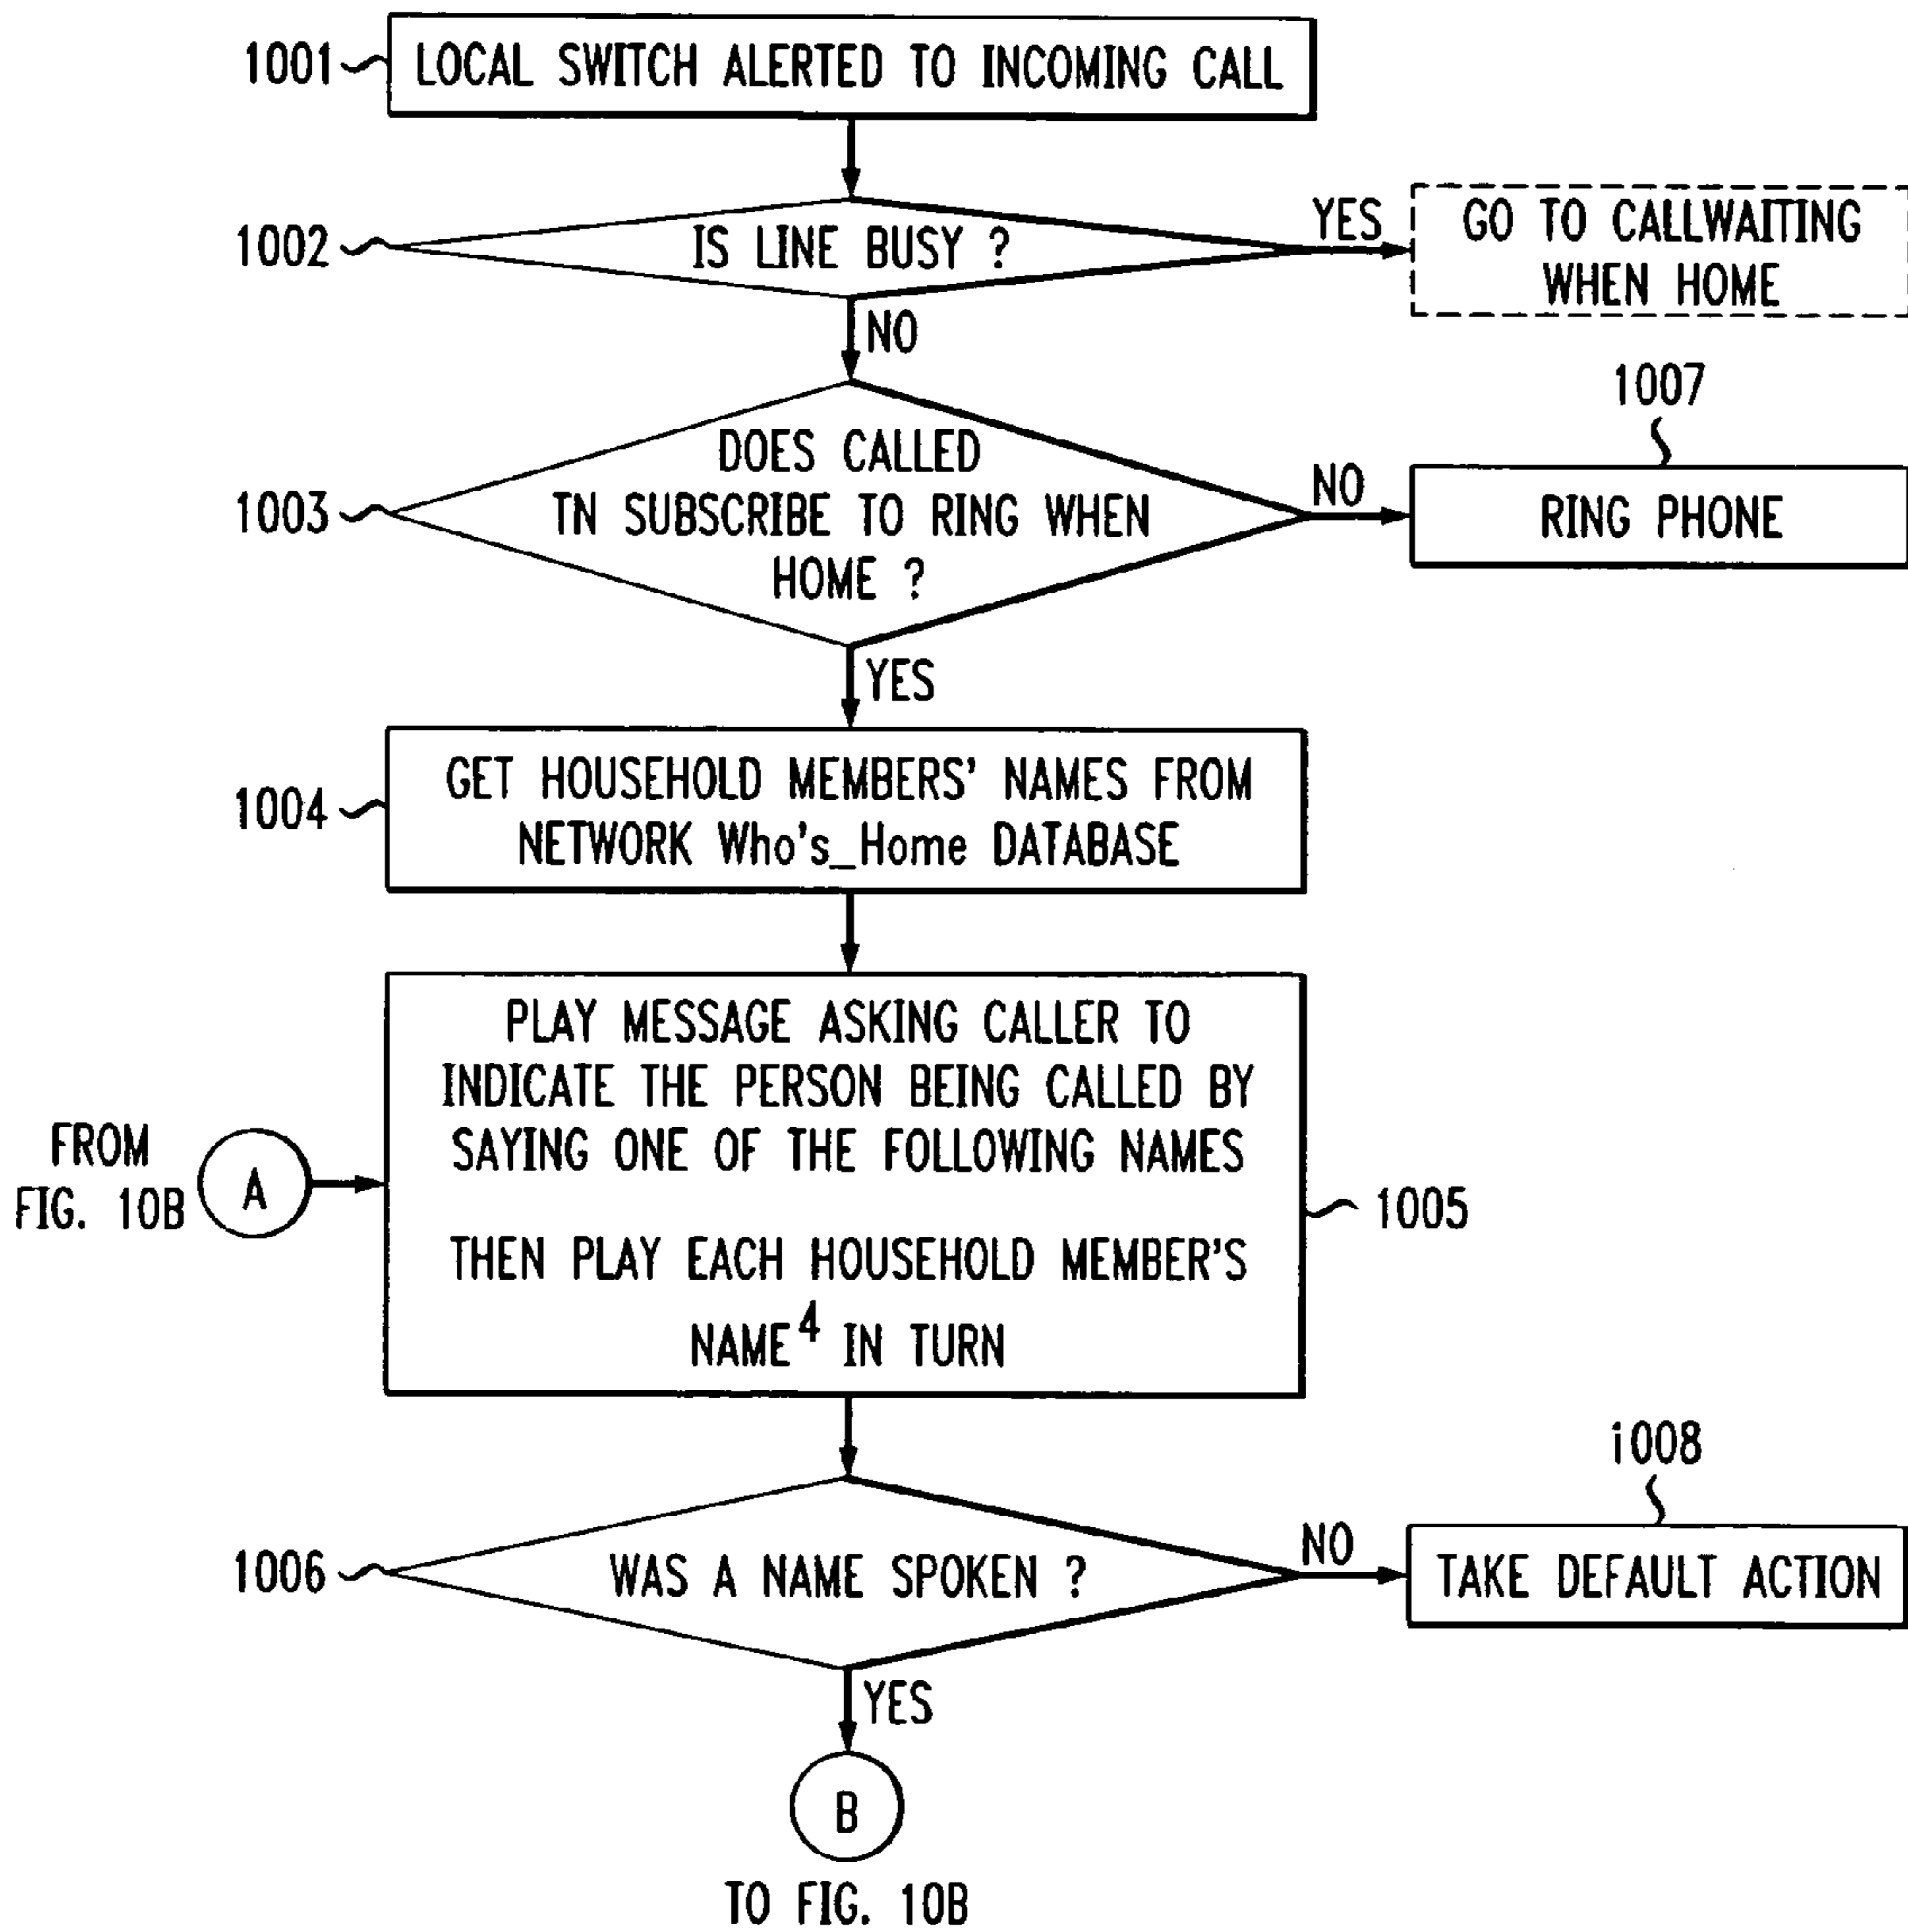 1001
LOCAL SWITCH ALERTED TO INCOMING CALL
1002
IS LINE BUSY ?
YES
GO TO CALLWAITING
WHEN HOME
NO
1003
DOES CALLED
TN SUBSCRIBE TO RING WHEN
HOME ?
NO
1007
RING PHONE
YES
1004
GET HOUSEHOLD MEMBERS' NAMES FROM
NETWORK Who's_Home DATABASE
FROM
FIG. 10B
A
PLAY MESSAGE ASKING CALLER TO
INDICATE THE PERSON BEING CALLED BY
SAYING ONE OF THE FOLLOWING NAMES
THEN PLAY EACH HOUSEHOLD MEMBER'S
NAME⁴ IN TURN
1005
1006
WAS A NAME SPOKEN ?
NO
i008
TAKE DEFAULT ACTION
YES
B
TO FIG. 10B